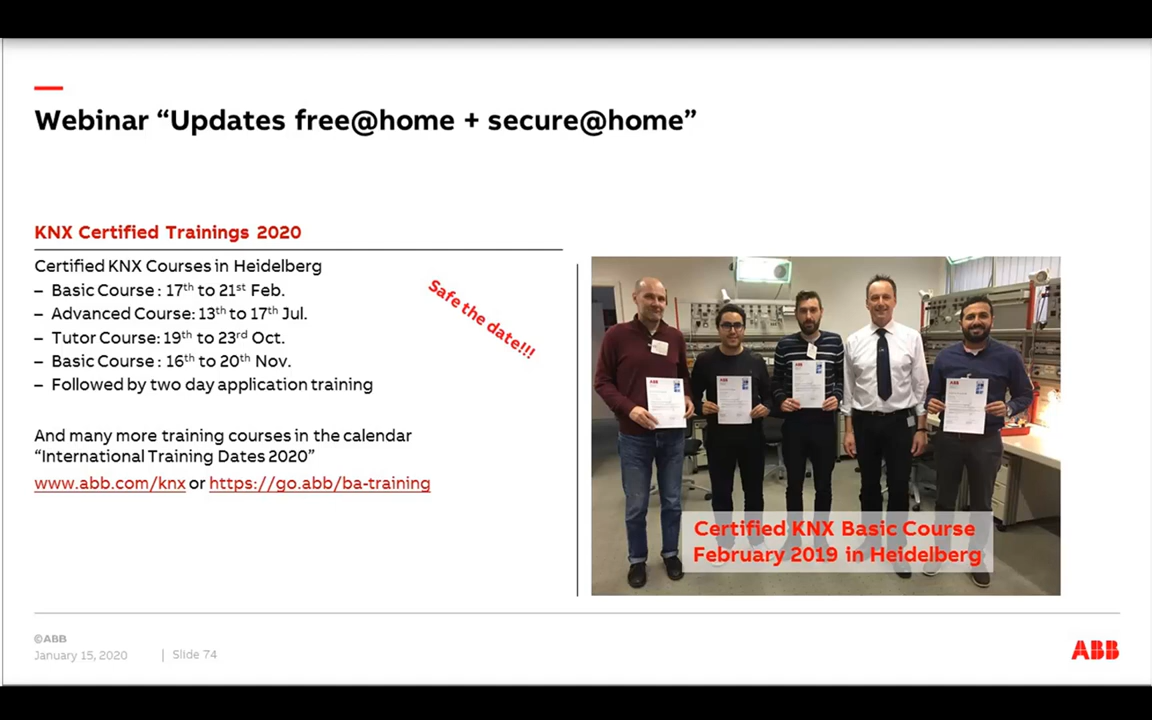 Webinar “Updates free@home + secure@home”
KNX Certified Trainings 2020
Certified KNX Courses in Heidelberg
– Basic Course : 17th to 21st Feb.
– Advanced Course: 13th to 17th Jul.
– Tutor Course: 19th to 23rd Oct.
– Basic Course : 16th to 20th Nov.
– Followed by two day application training
Safe the date!!!
And many more training courses in the calendar
“International Training Dates 2020”
www.abb.com/knx or https://go.abb/ba-training
ABB
ABB
ABB
ABB
Certified KNX Basic Course
February 2019 in Heidelberg
©ABB
January 15, 2020 | Slide 74
ABB